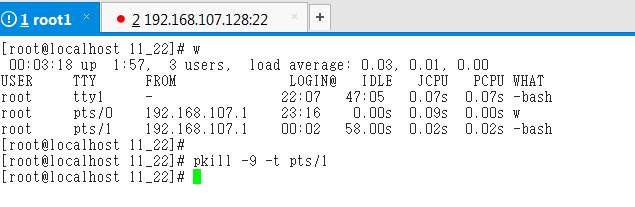 1 root1 × 2 192.168.107.128:22 × +
[root@localhost 11_22]# w
 00:03:18 up  1:57,  3 users,  load average: 0.03, 0.01, 0.00
USER     TTY      FROM              LOGIN@   IDLE   JCPU   PCPU WHAT
root     tty1     -                22:07   47:05   0.07s  0.07s -bash
root     pts/0    192.168.107.1    23:16    0.00s  0.09s  0.00s w
root     pts/1    192.168.107.1    00:02   58.00s  0.02s  0.02s -bash
[root@localhost 11_22]#
[root@localhost 11_22]# pkill -9 -t pts/1
[root@localhost 11_22]#